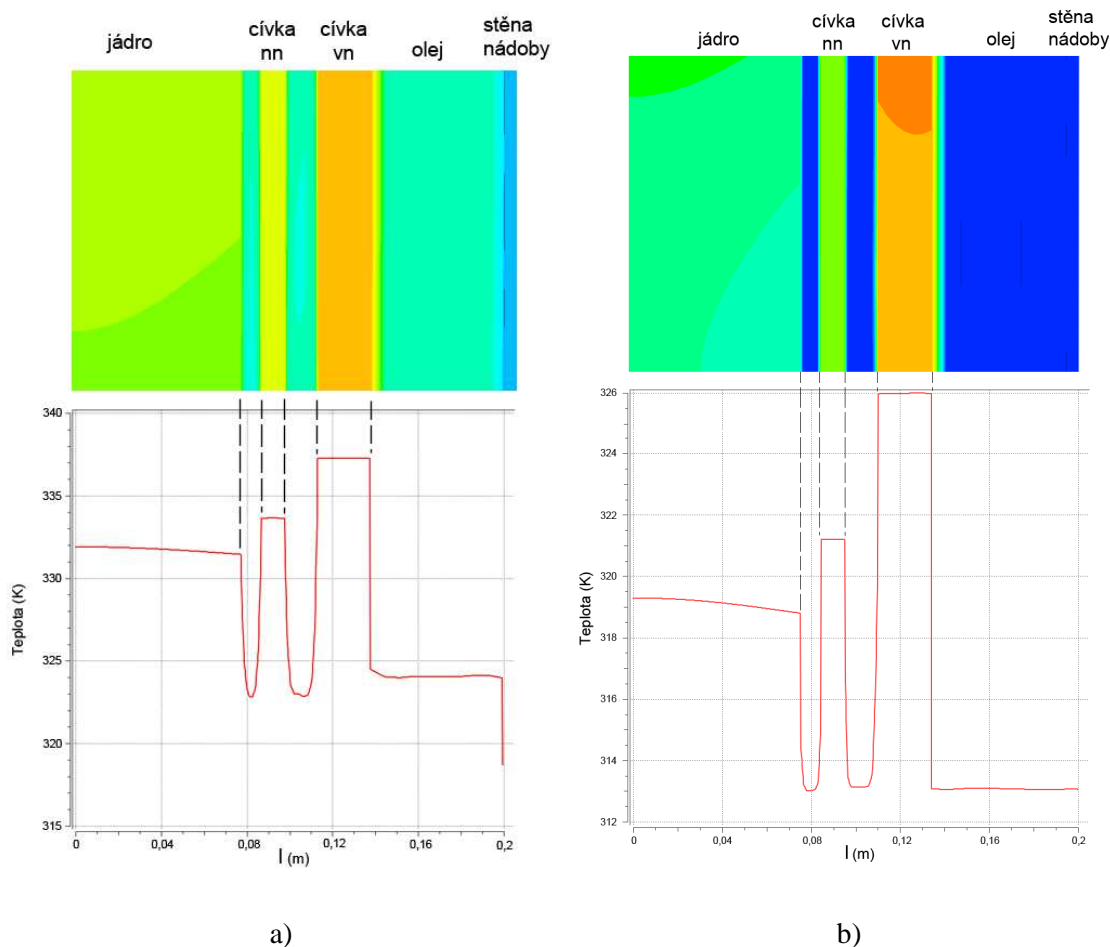 jádro
cívka
nn
cívka
vn
olej
stěna
nádoby
340
335
330
325
320
315
Teplota (K)
0
0,04
0,08
0,12
0,16
0,2
l (m)
a)
jádro
cívka
nn
cívka
vn
olej
stěna
nádoby
326
324
322
320
318
316
314
312
Teplota (K)
0
0,04
0,08
0,12
0,16
0,2
l (m)
b)